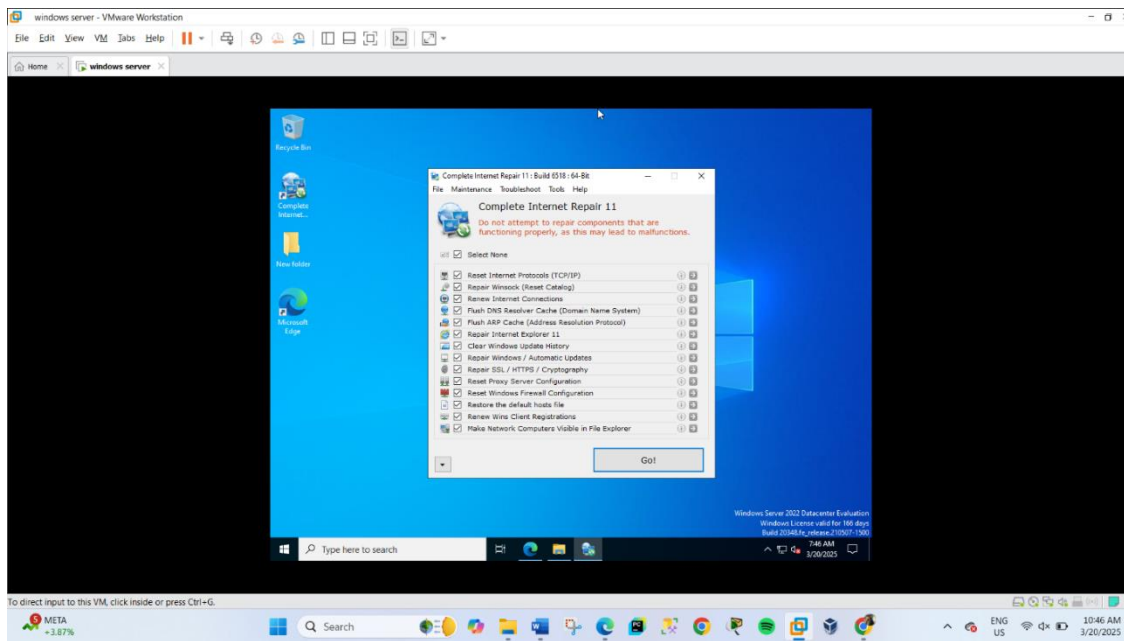 windows server - VMware Workstation
File Edit View VM Tabs Help
Home
windows server
Recycle Bin
Complete
Internet...
New folder
Microsoft
Edge
Complete Internet Repair 11 : Build 6518 : 64-Bit
File Maintenance Troubleshoot Tools Help
Complete Internet Repair 11
Do not attempt to repair components that are
functioning properly, as this may lead to malfunctions.
Select None
Reset Internet Protocols (TCP/IP)
Repair Winsock (Reset Catalog)
Renew Internet Connections
Flush DNS Resolver Cache (Domain Name System)
Flush ARP Cache (Address Resolution Protocol)
Repair Internet Explorer 11
Clear Windows Update History
Repair Windows / Automatic Updates
Repair SSL / HTTPS / Cryptography
Reset Proxy Server Configuration
Reset Windows Firewall Configuration
Restore the default hosts file
Renew Wins Client Registrations
Make Network Computers Visible in File Explorer
Go!
Windows Server 2022 Datacenter Evaluation
Windows License valid for 166 days
Build 20348.fe_release.210507-1500
Type here to search
7:46 AM
3/20/2025
To direct input to this VM, click inside or press Ctrl+G.
5
META
+3.87%
Search
ENG
US
10:46 AM
3/20/2025